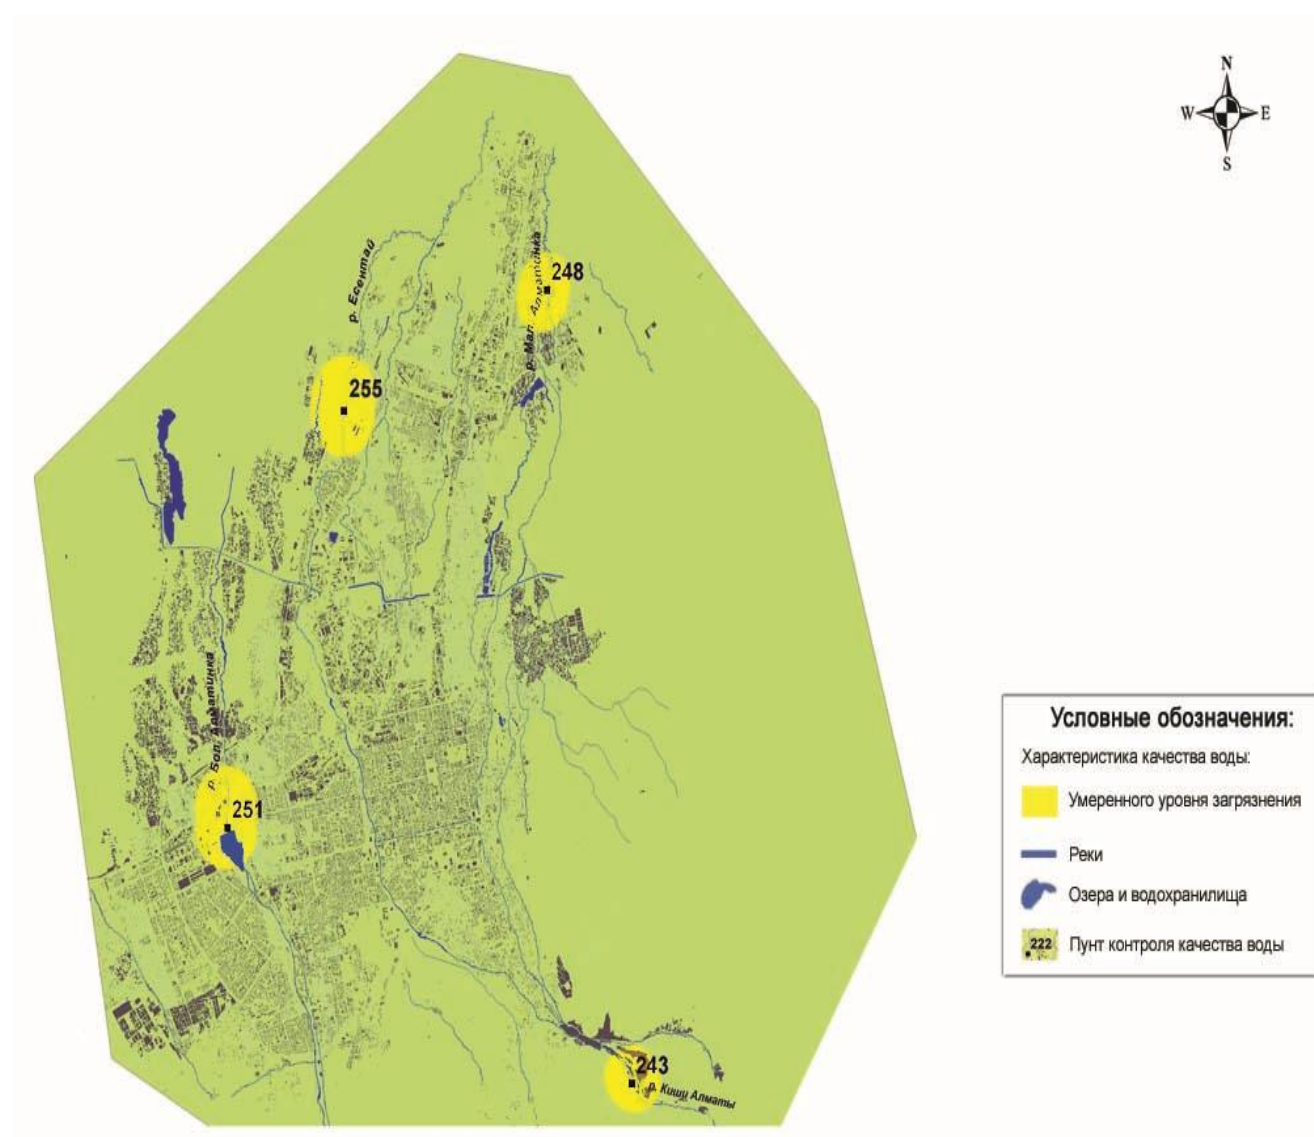 N
W E
S
р. Есентай
р. Мал. Алматинка
248
255
р. Бол. Алматинка
251
243
р. Киши Алматы
Условные обозначения:
Характеристика качества воды:
Умеренного уровня загрязнения
Реки
Озера и водохранилища
222
Пунт контроля качества воды